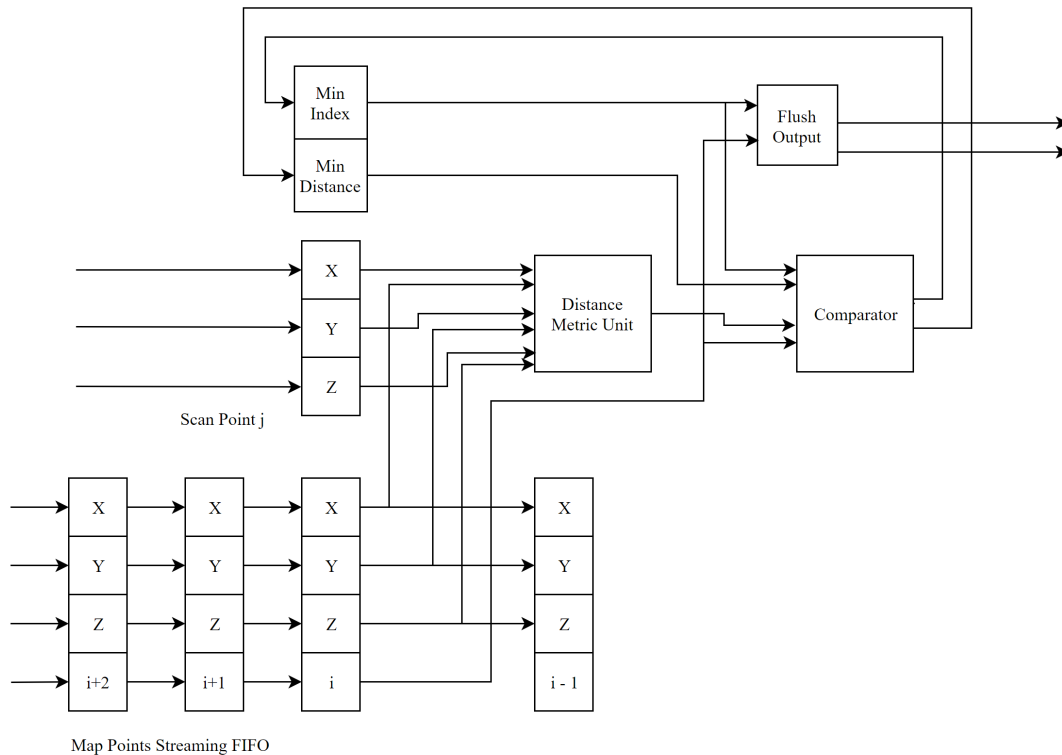 Min
Index
Min
Distance
Flush
Output
X
Y
Z
Scan Point j
Distance
Metric Unit
Comparator
X
X
X
X
Y
Y
Y
Y
Z
Z
Z
Z
i+2
i+1
i
i - 1
Map Points Streaming FIFO